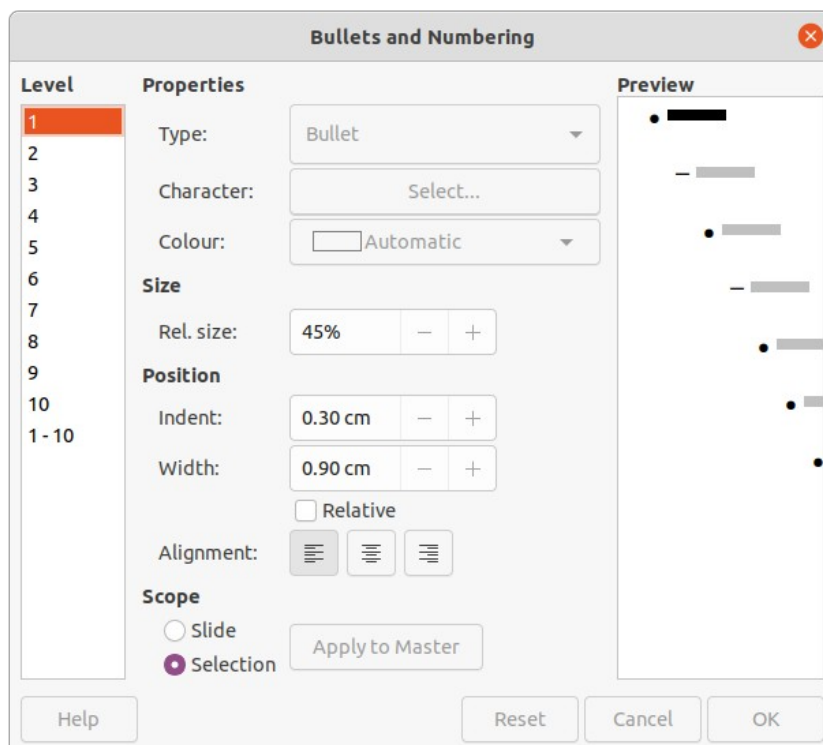 Bullets and Numbering
Level
1
2
3
4
5
6
7
8
9
10
1 - 10
Properties
Type: Bullet
Character: Select...
Colour: Automatic
Size
Rel. size: 45%
Position
Indent: 0.30 cm
Width: 0.90 cm
Relative
Alignment:
Scope
Slide
Selection
Apply to Master
Preview
Help Reset Cancel OK